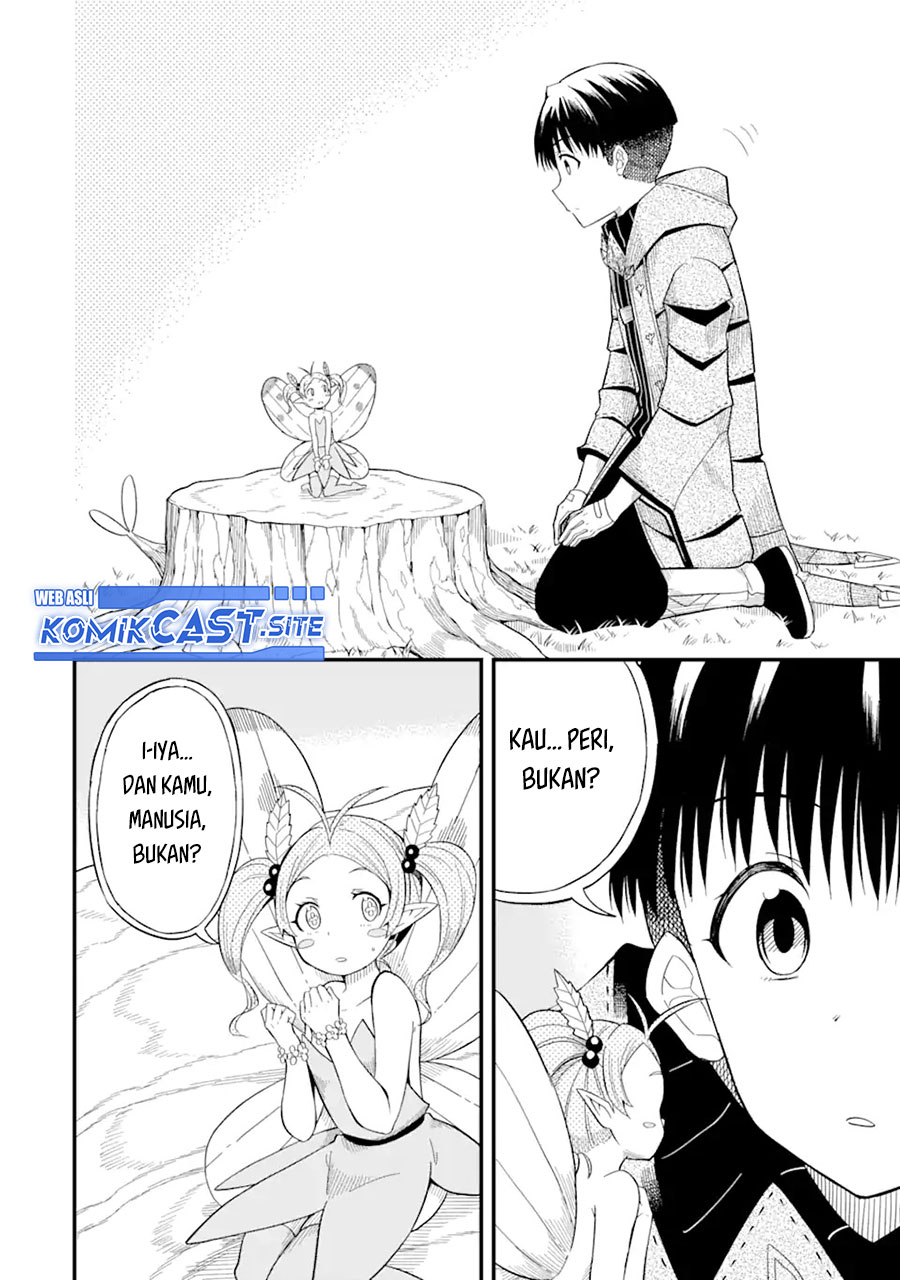 WEB ASLI
KOMIKCAST.SITE
KAU... PERI,
BUKAN?
I-IYA...
DAN KAMU,
MANUSIA,
BUKAN?